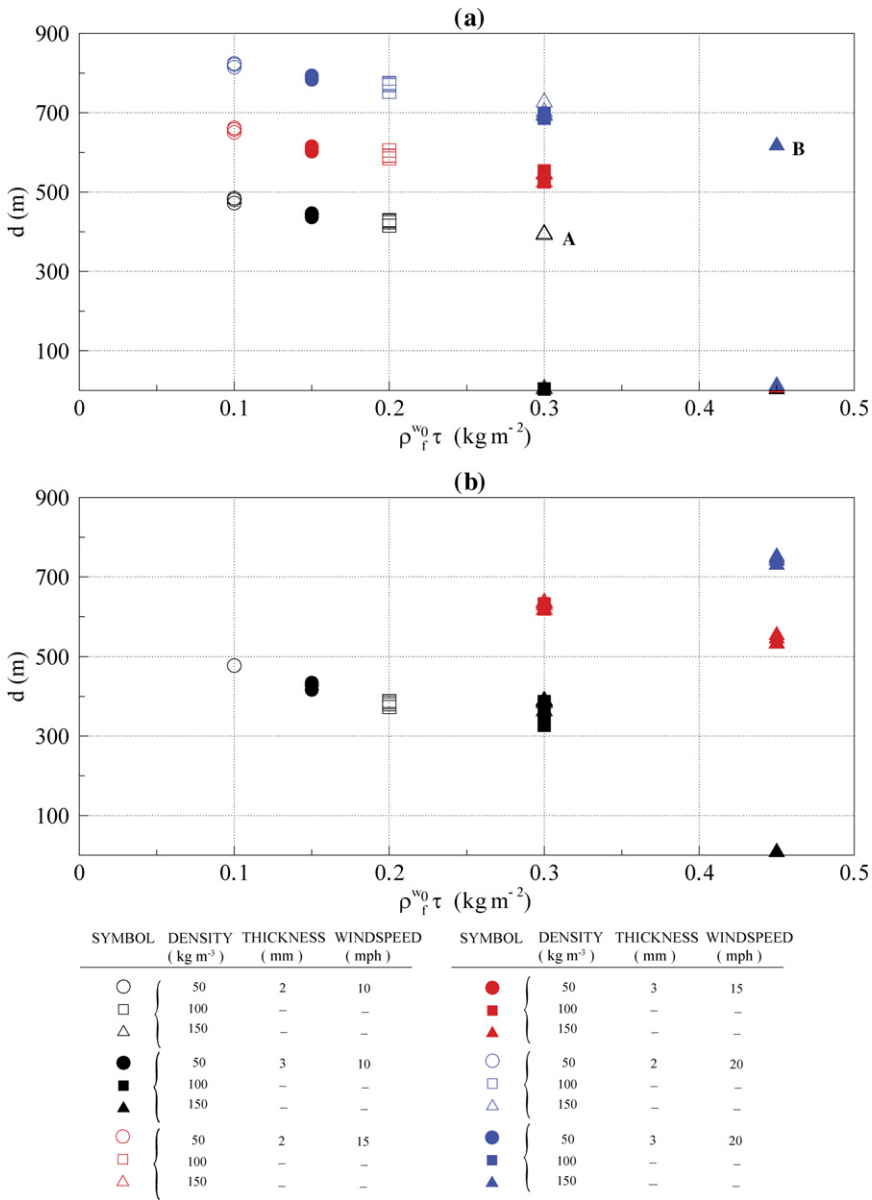 (a)
900
700
500
300
100
d (m)
A
B
0 0.1 0.2 0.3 0.4 0.5
ρ_f^{w_0} τ (kg m^{-2})
(b)
900
700
500
300
100
d (m)
0 0.1 0.2 0.3 0.4 0.5
ρ_f^{w_0} τ (kg m^{-2})
SYMBOL DENSITY THICKNESS WINDSPEED
( kg m^{-3} ) ( mm ) ( mph )
50 2 10
100 – –
150 – –
50 3 10
100 – –
150 – –
50 2 15
100 – –
150 – –
SYMBOL DENSITY THICKNESS WINDSPEED
( kg m^{-3} ) ( mm ) ( mph )
50 3 15
100 – –
150 – –
50 2 20
100 – –
150 – –
50 3 20
100 – –
150 – –